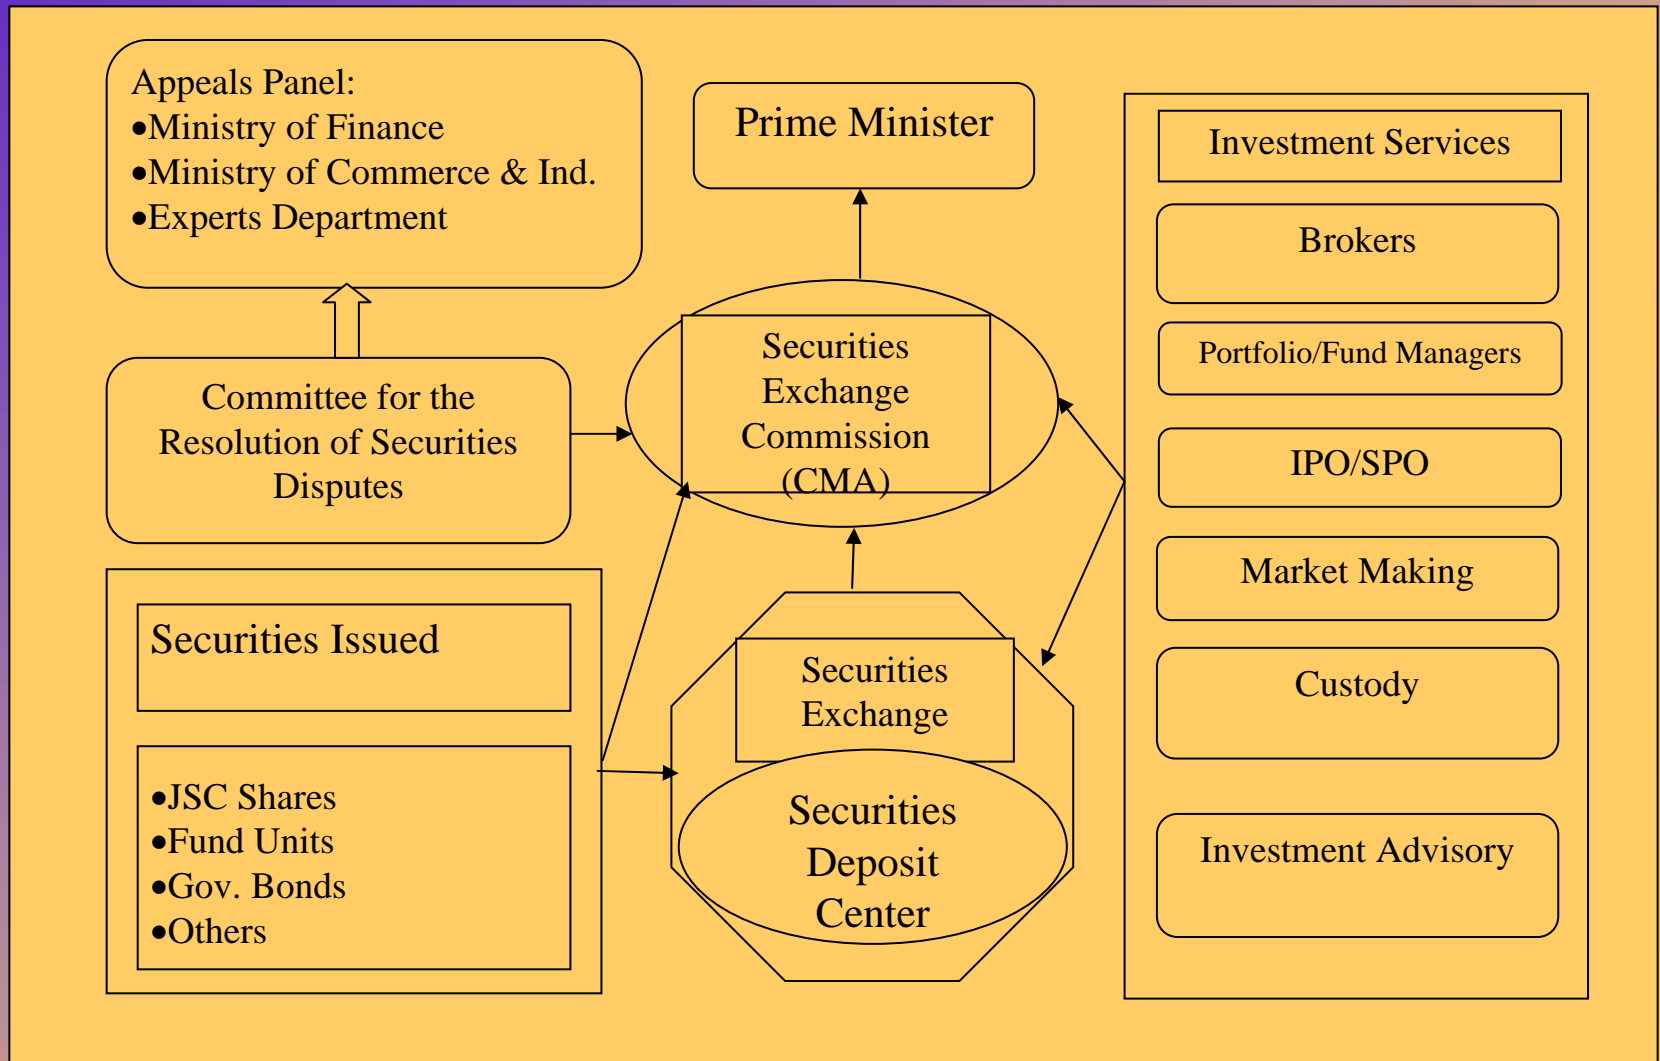 Appeals Panel:
•Ministry of Finance
•Ministry of Commerce & Ind.
•Experts Department
Prime Minister
Investment Services
Brokers
Portfolio/Fund Managers
IPO/SPO
Market Making
Custody
Investment Advisory
Securities
Exchange
Commission
(CMA)
Committee for the
Resolution of Securities
Disputes
Securities Issued
•JSC Shares
•Fund Units
•Gov. Bonds
•Others
Securities
Exchange
Securities
Deposit
Center